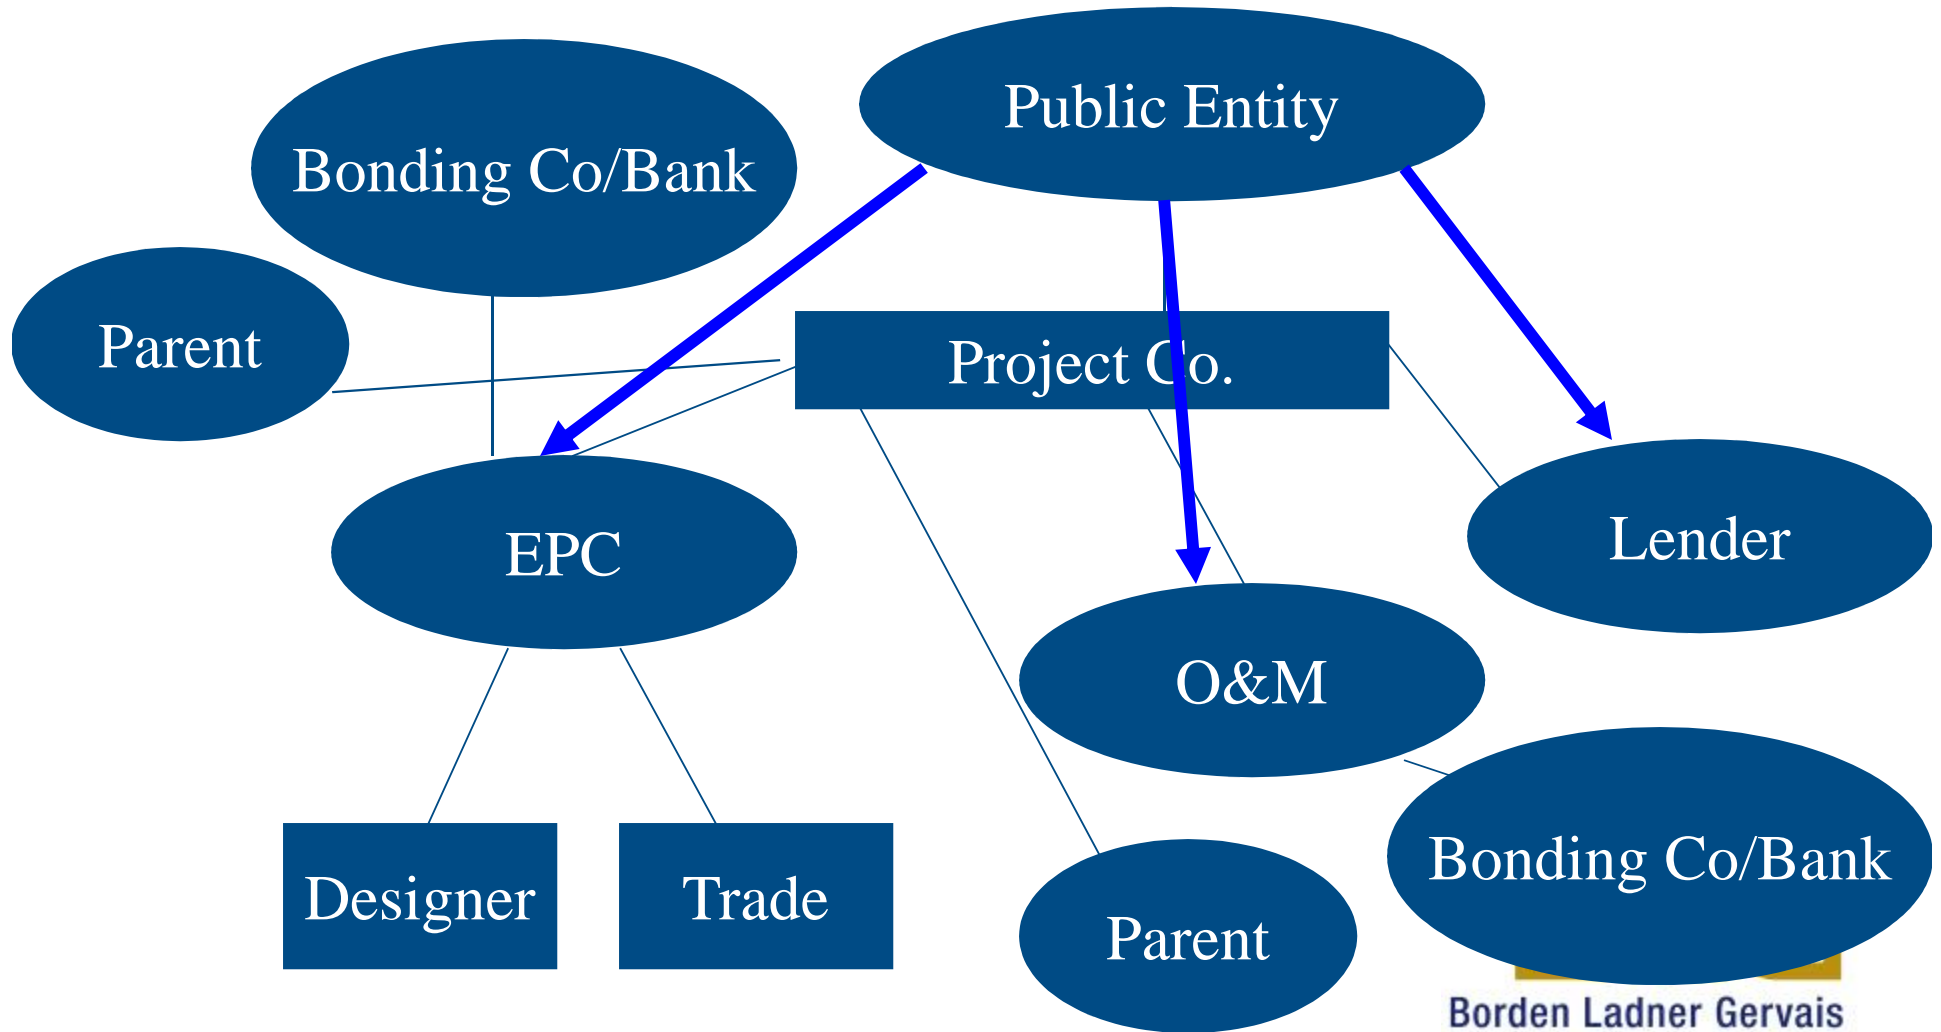 Public Entity
Bonding Co/Bank
Parent
Project Co.
EPC
Lender
O&M
Bonding Co/Bank
Designer
Trade
Parent
Borden Ladner Gervais